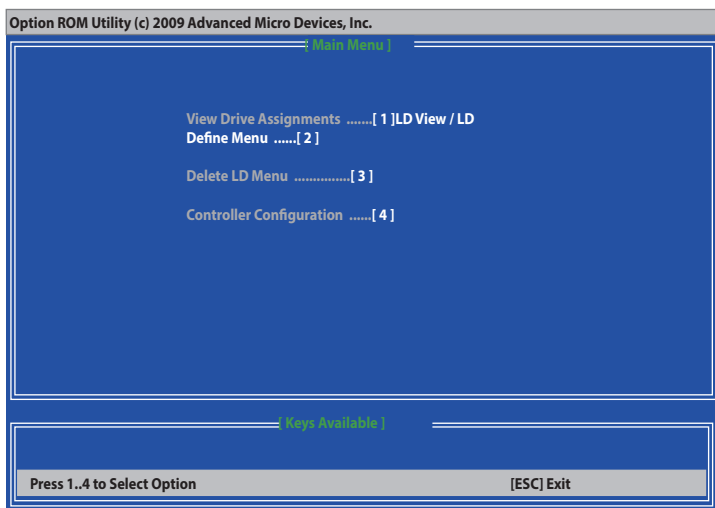 Option ROM Utility (c) 2009 Advanced Micro Devices, Inc.
[ Main Menu ]
View Drive Assignments .......[ 1 ]LD View / LD
Define Menu ......[ 2 ]
Delete LD Menu ...............[ 3 ]
Controller Configuration ......[ 4 ]
[ Keys Available ]
Press 1..4 to Select Option [ESC] Exit